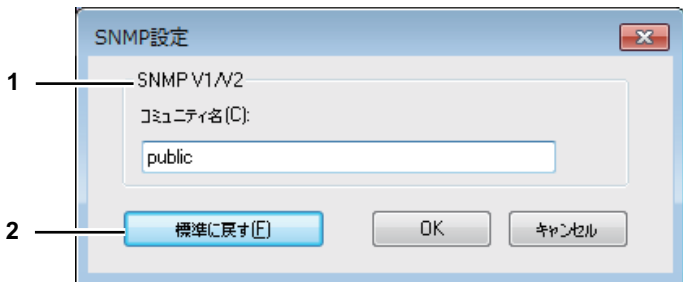 SNMP設定
1
SNMP V1/V2
コミュニティ名(C):
public
2
標準に戻す(F)
OK
キャンセル